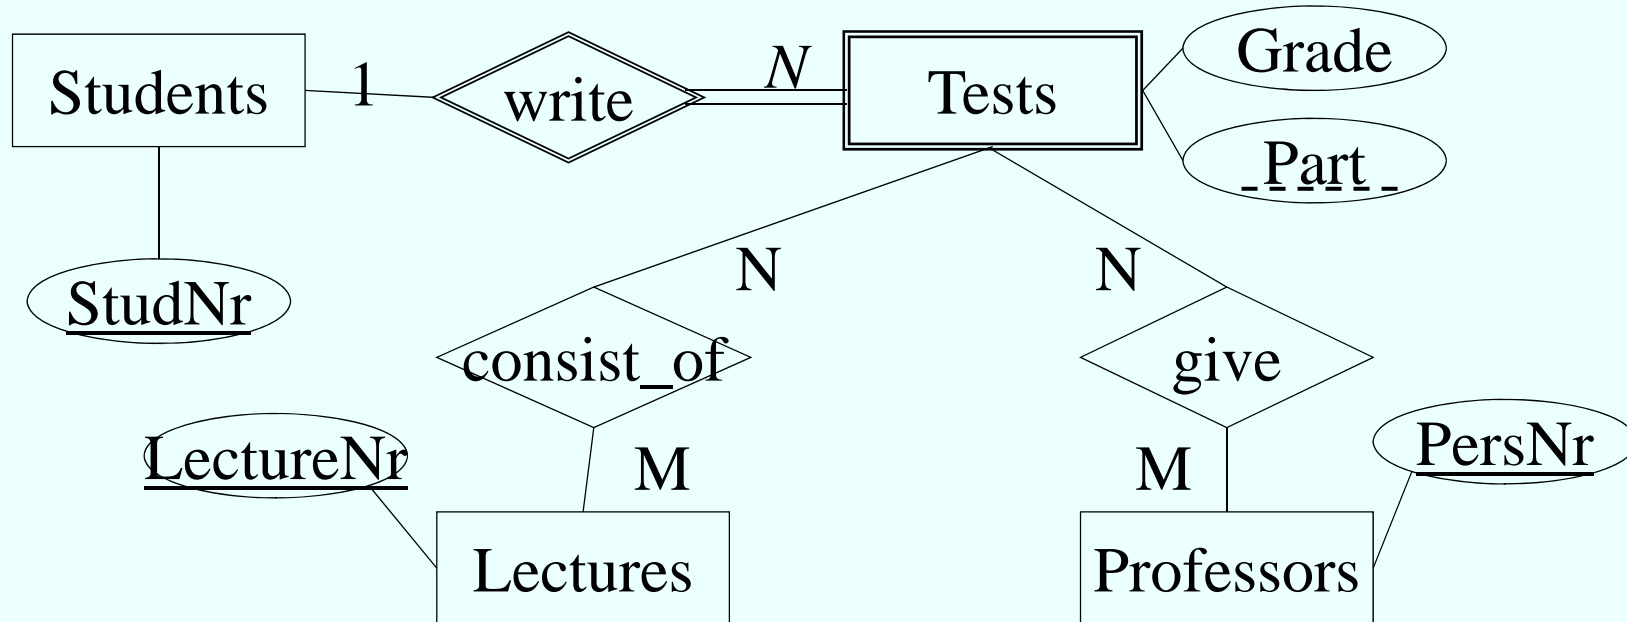 Students
1
write
N
Tests
Grade
Part
StudNr
N
N
consist_of
give
LectureNr
M
M
PersNr
Lectures
Professors